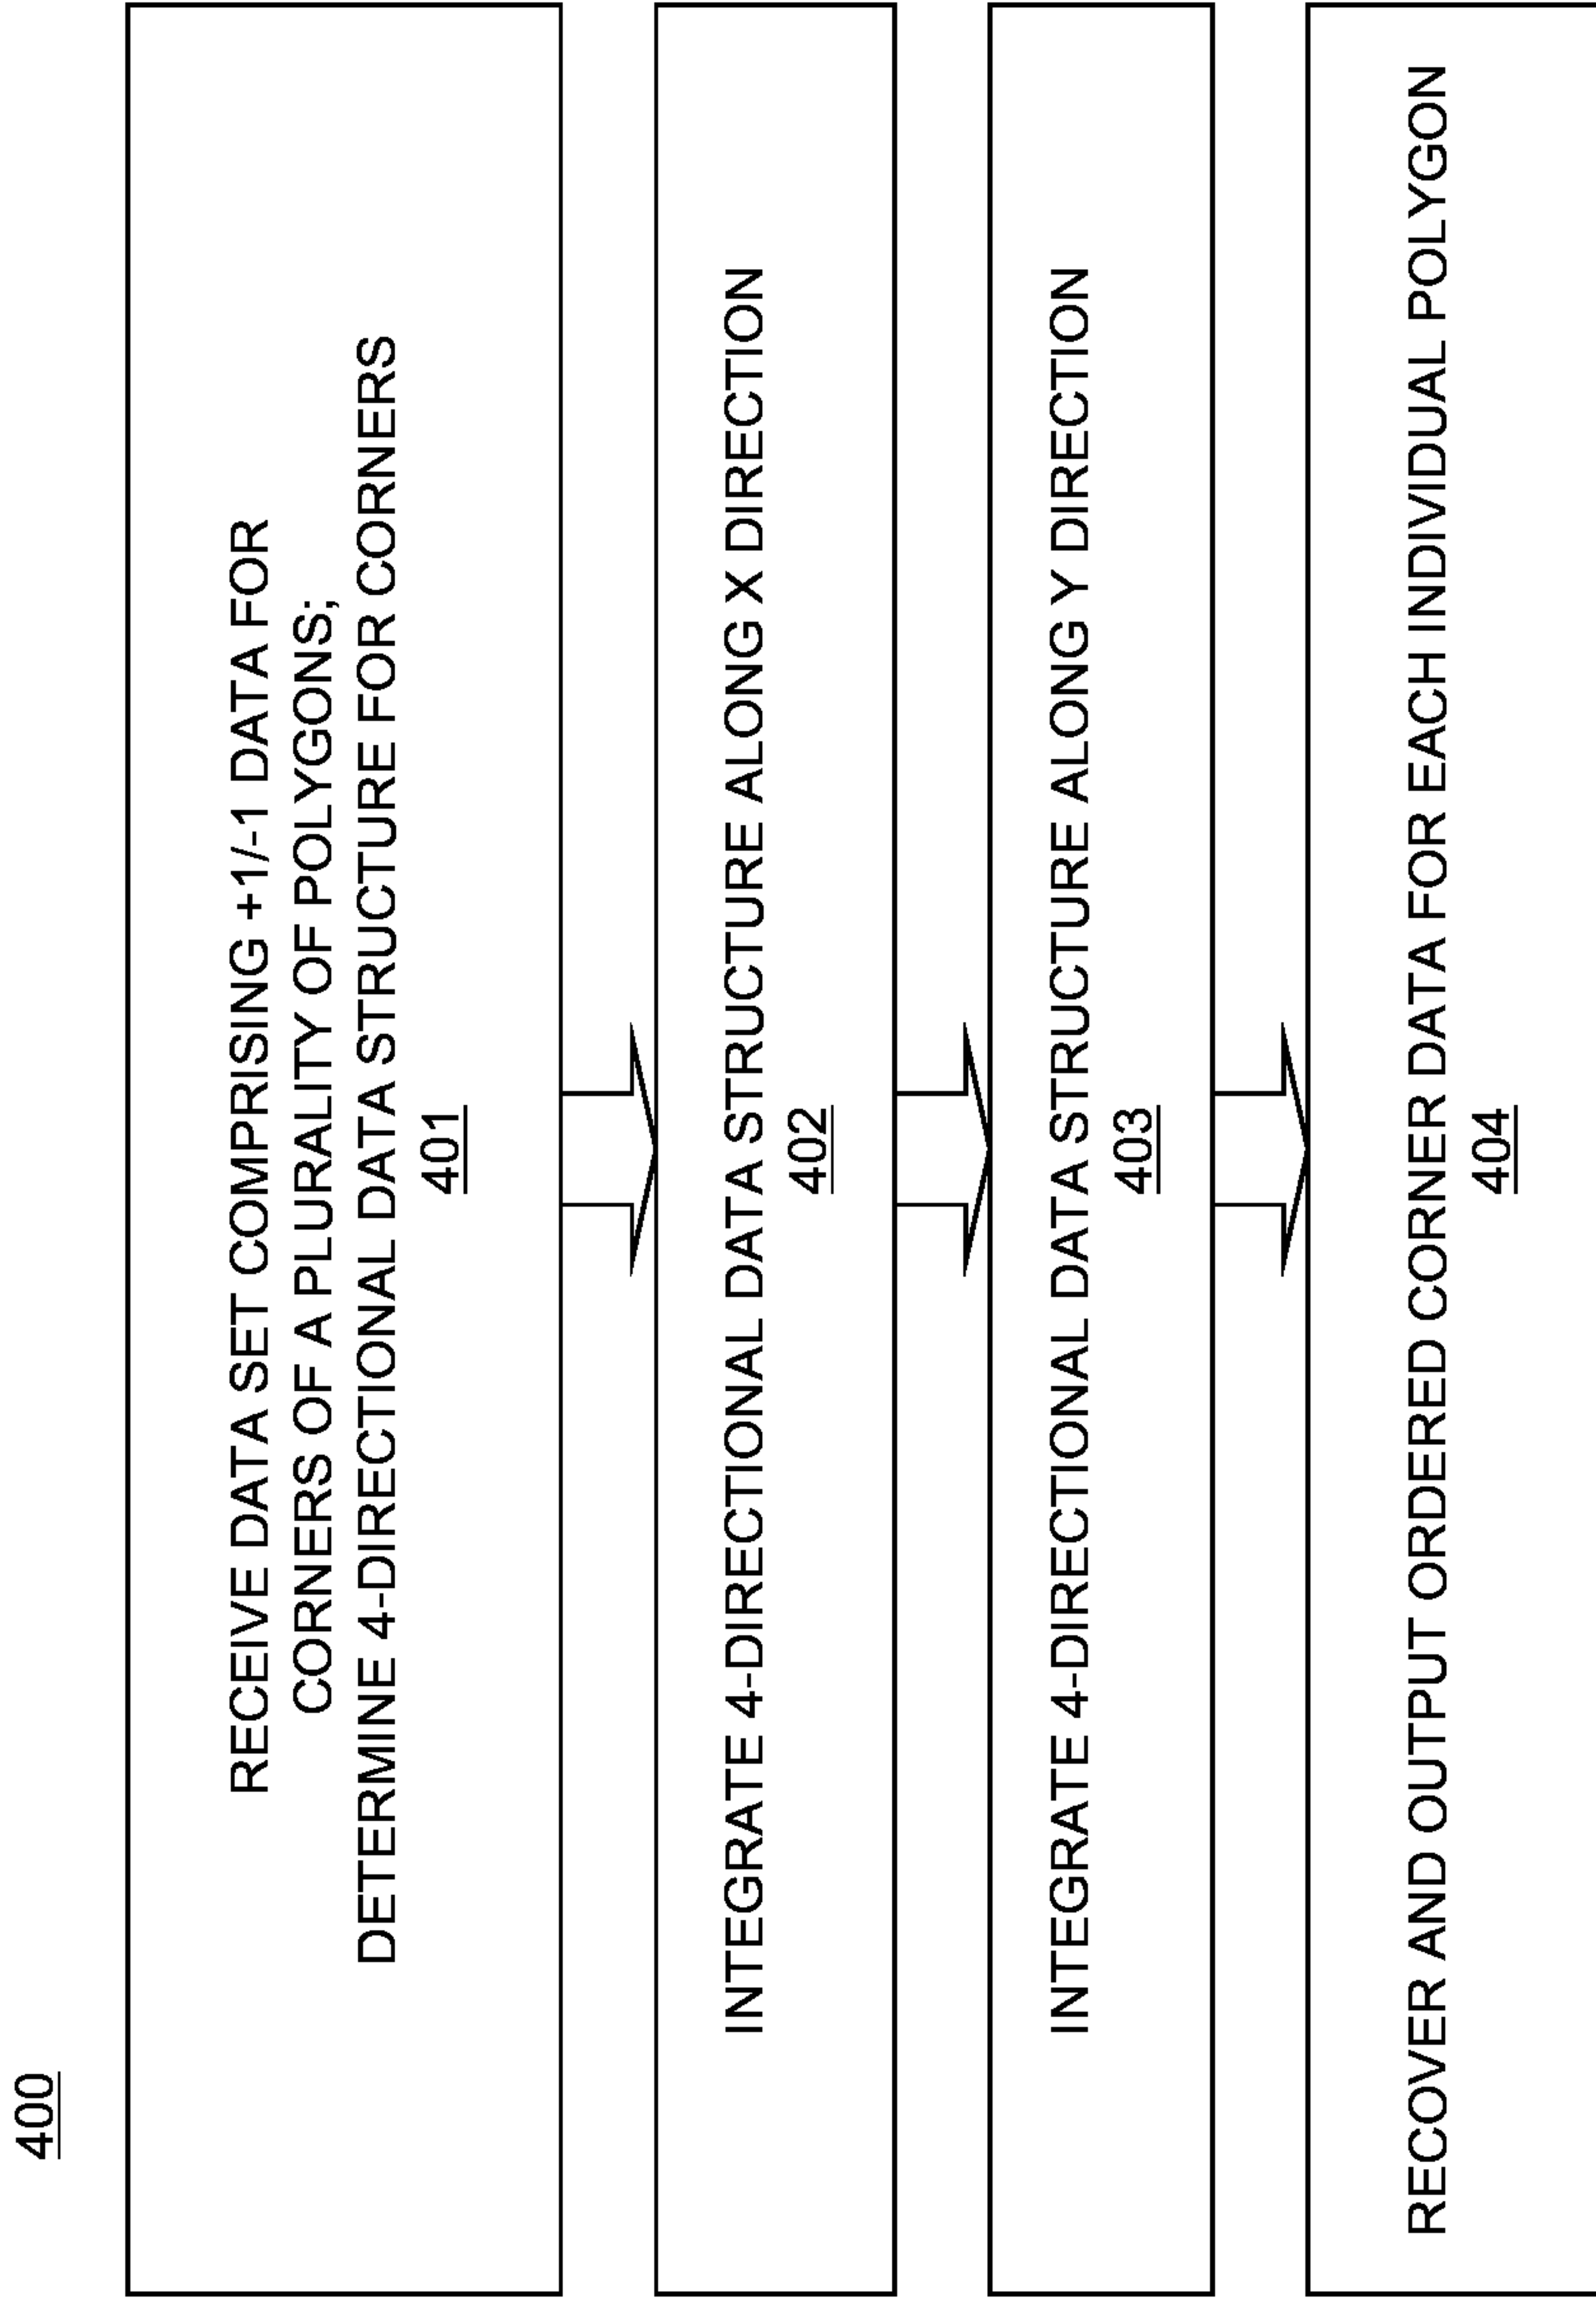 400
RECEIVE DATA SET COMPRISING +1/-1 DATA FOR
CORNERS OF A PLURALITY OF POLYGONS;
DETERMINE 4-DIRECTIONAL DATA STRUCTURE FOR CORNERS
401
INTEGRATE 4-DIRECTIONAL DATA STRUCTURE ALONG X DIRECTION
402
INTEGRATE 4-DIRECTIONAL DATA STRUCTURE ALONG Y DIRECTION
403
RECOVER AND OUTPUT ORDERED CORNER DATA FOR EACH INDIVIDUAL POLYGON
404